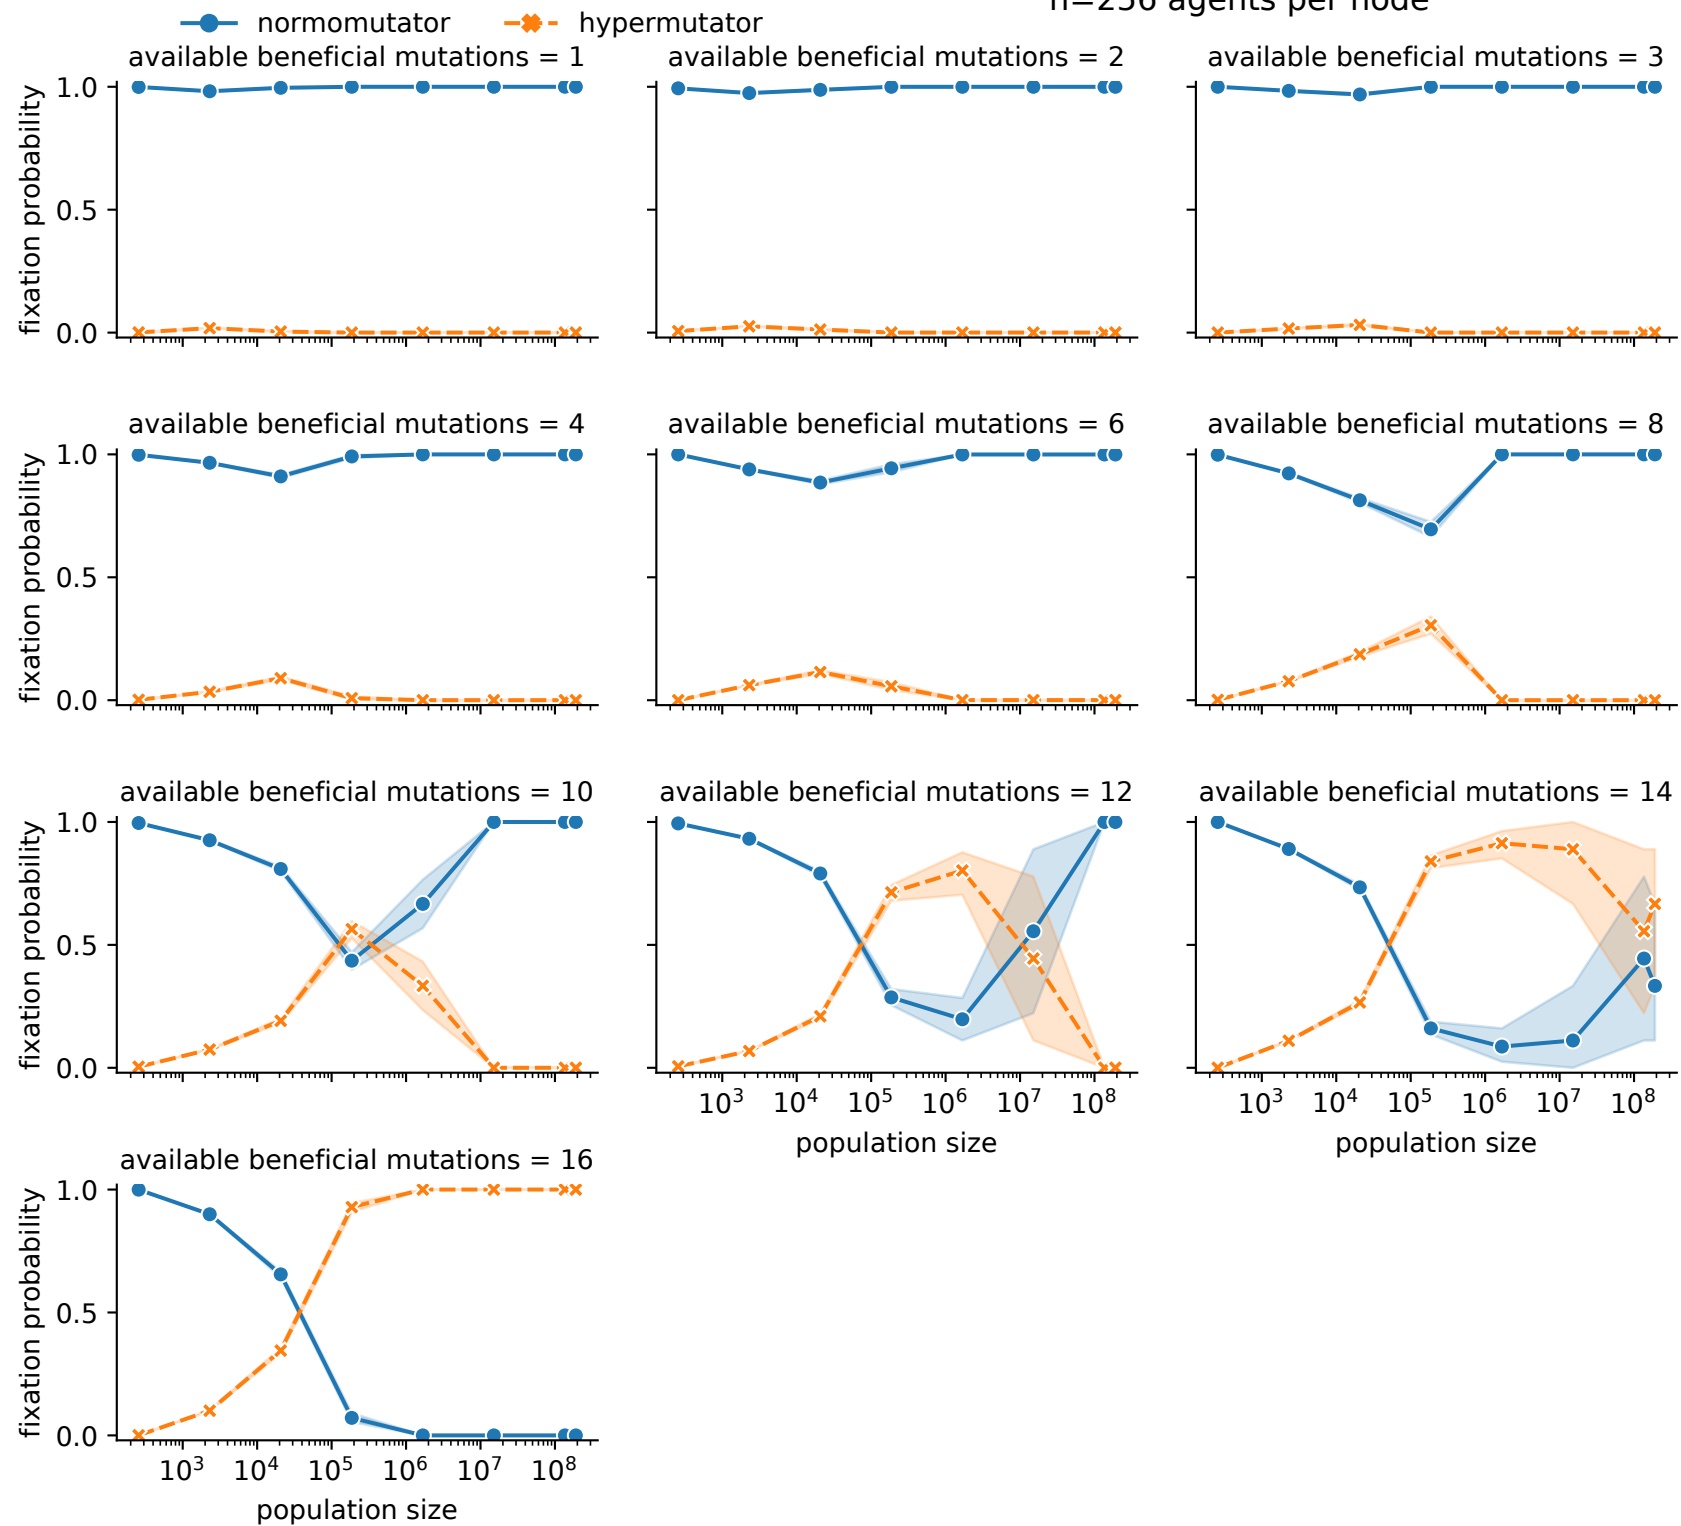 n=256 agents per node
normomutator hypermutator
available beneficial mutations = 1
available beneficial mutations = 2
available beneficial mutations = 3
fixation probability
1.0
0.5
0.0
available beneficial mutations = 4
available beneficial mutations = 6
available beneficial mutations = 8
fixation probability
1.0
0.5
0.0
available beneficial mutations = 10
available beneficial mutations = 12
available beneficial mutations = 14
fixation probability
1.0
0.5
0.0
10³ 10⁴ 10⁵ 10⁶ 10⁷ 10⁸
population size
10³ 10⁴ 10⁵ 10⁶ 10⁷ 10⁸
population size
available beneficial mutations = 16
fixation probability
1.0
0.5
0.0
10³ 10⁴ 10⁵ 10⁶ 10⁷ 10⁸
population size